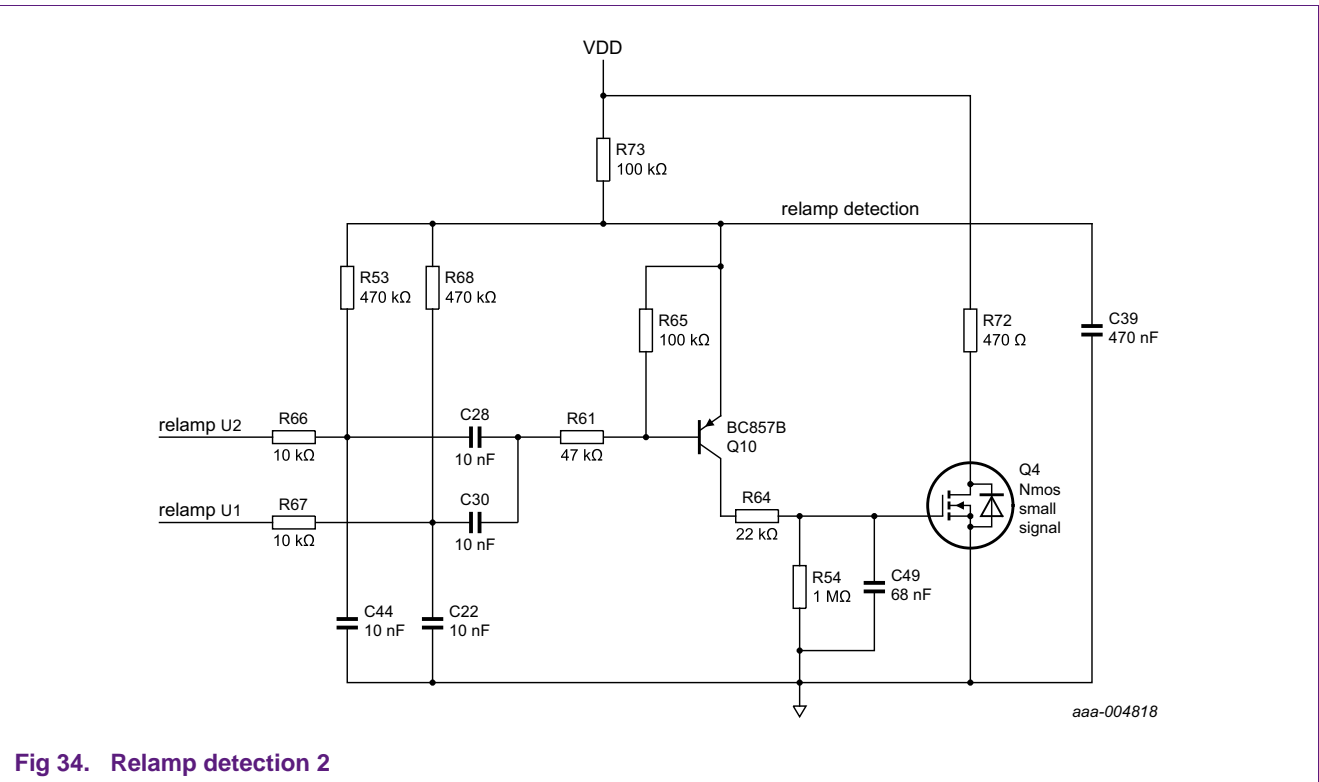 VDD
R73
100 kΩ
relamp detection
R53
470 kΩ
R68
470 kΩ
R65
100 kΩ
R72
470 Ω
C39
470 nF
relamp U2
R66
10 kΩ
C28
10 nF
R61
47 kΩ
BC857B
Q10
relamp U1
R67
10 kΩ
C30
10 nF
R64
22 kΩ
Q4
Nmos
small
signal
R54
1 MΩ
C49
68 nF
C44
10 nF
C22
10 nF
aaa-004818
Fig 34. Relamp detection 2